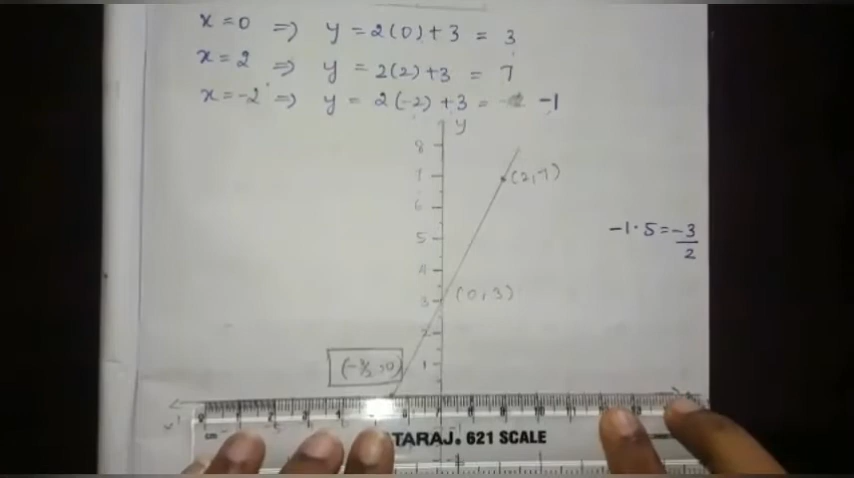 x = 0 ⇒ y = 2(0) + 3 = 3
x = 2 ⇒ y = 2(2) + 3 = 7
x = -2 ⇒ y = 2(-2) + 3 = -1
y
8
7 (2,7)
6
5
4
3 (0,3)
2
1
(-3/2, 0)
-1.5 = -3/2
x'
cm
NATARAJ. 621 SCALE